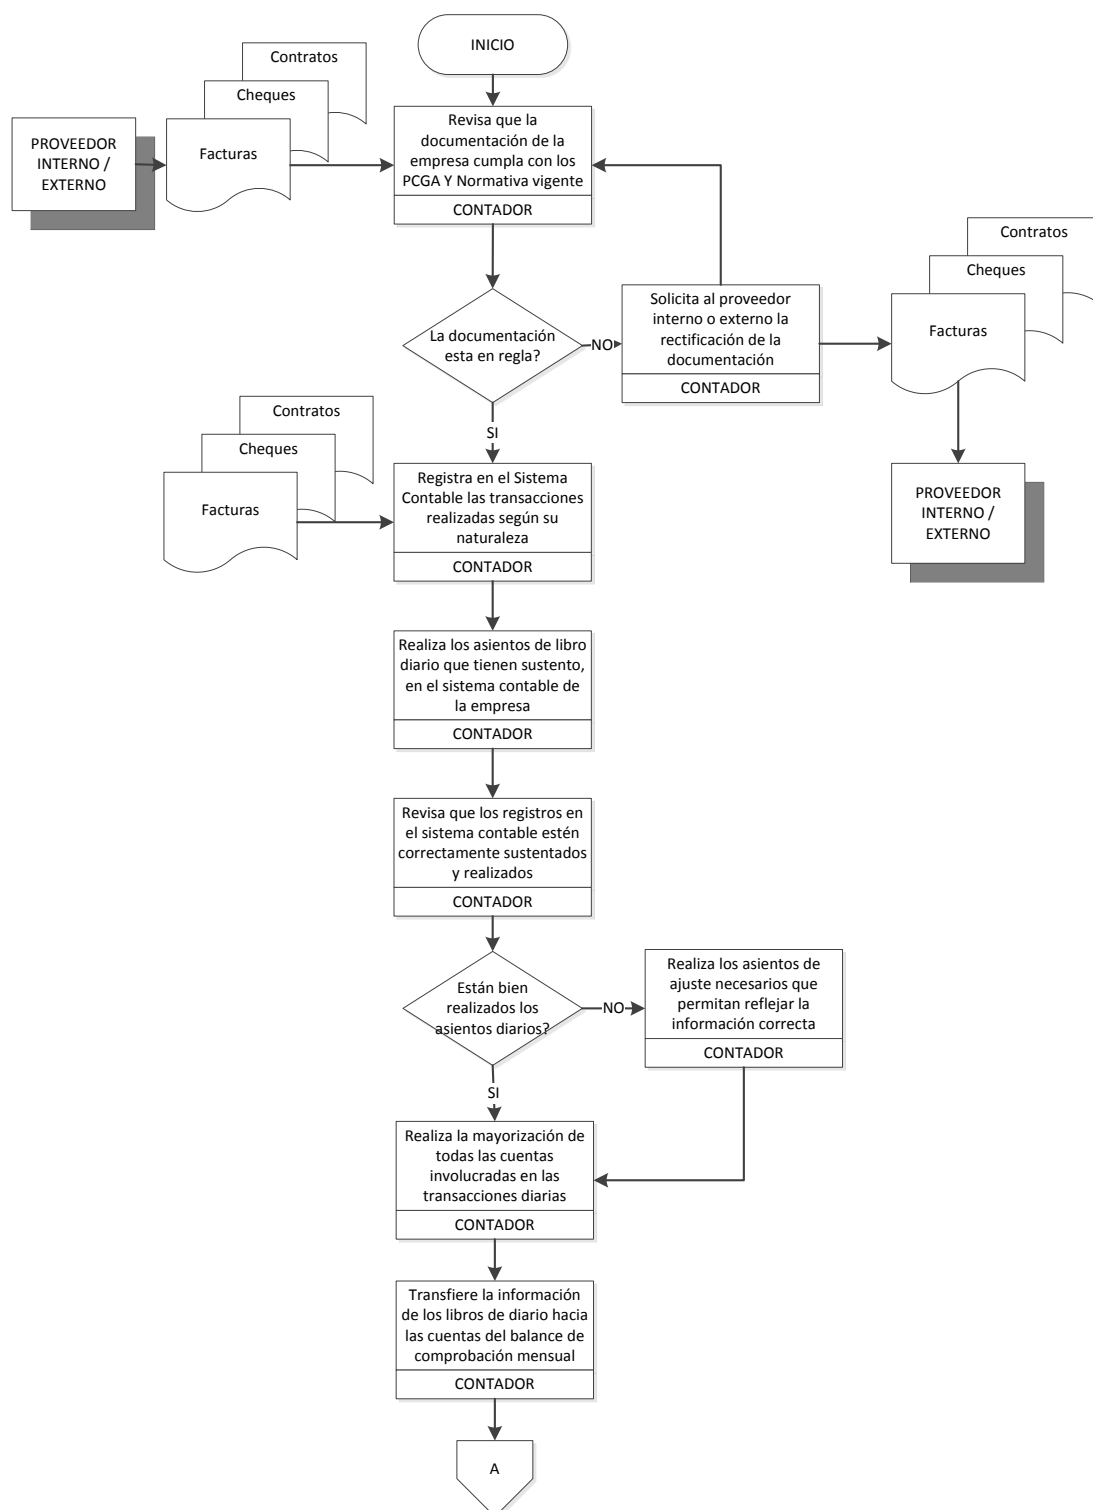 INICIO
Contratos
Cheques
Facturas
PROVEEDOR
INTERNO /
EXTERNO
Revisa que la
documentación de la
empresa cumpla con los
PCGA Y Normativa vigente
CONTADOR
La documentación
esta en regla?
NO
Solicita al proveedor
interno o externo la
rectificación de la
documentación
CONTADOR
Contratos
Cheques
Facturas
PROVEEDOR
INTERNO /
EXTERNO
SI
Contratos
Cheques
Facturas
Registra en el Sistema
Contable las transacciones
realizadas según su
naturaleza
CONTADOR
Realiza los asientos de libro
diario que tienen sustento,
en el sistema contable de
la empresa
CONTADOR
Revisa que los registros en
el sistema contable estén
correctamente sustentados
y realizados
CONTADOR
Están bien
realizados los
asientos diarios?
NO
Realiza los asientos de
ajuste necesarios que
permitan reflejar la
información correcta
CONTADOR
SI
Realiza la mayorización de
todas las cuentas
involucradas en las
transacciones diarias
CONTADOR
Transfiere la información
de los libros de diario hacia
las cuentas del balance de
comprobación mensual
CONTADOR
A